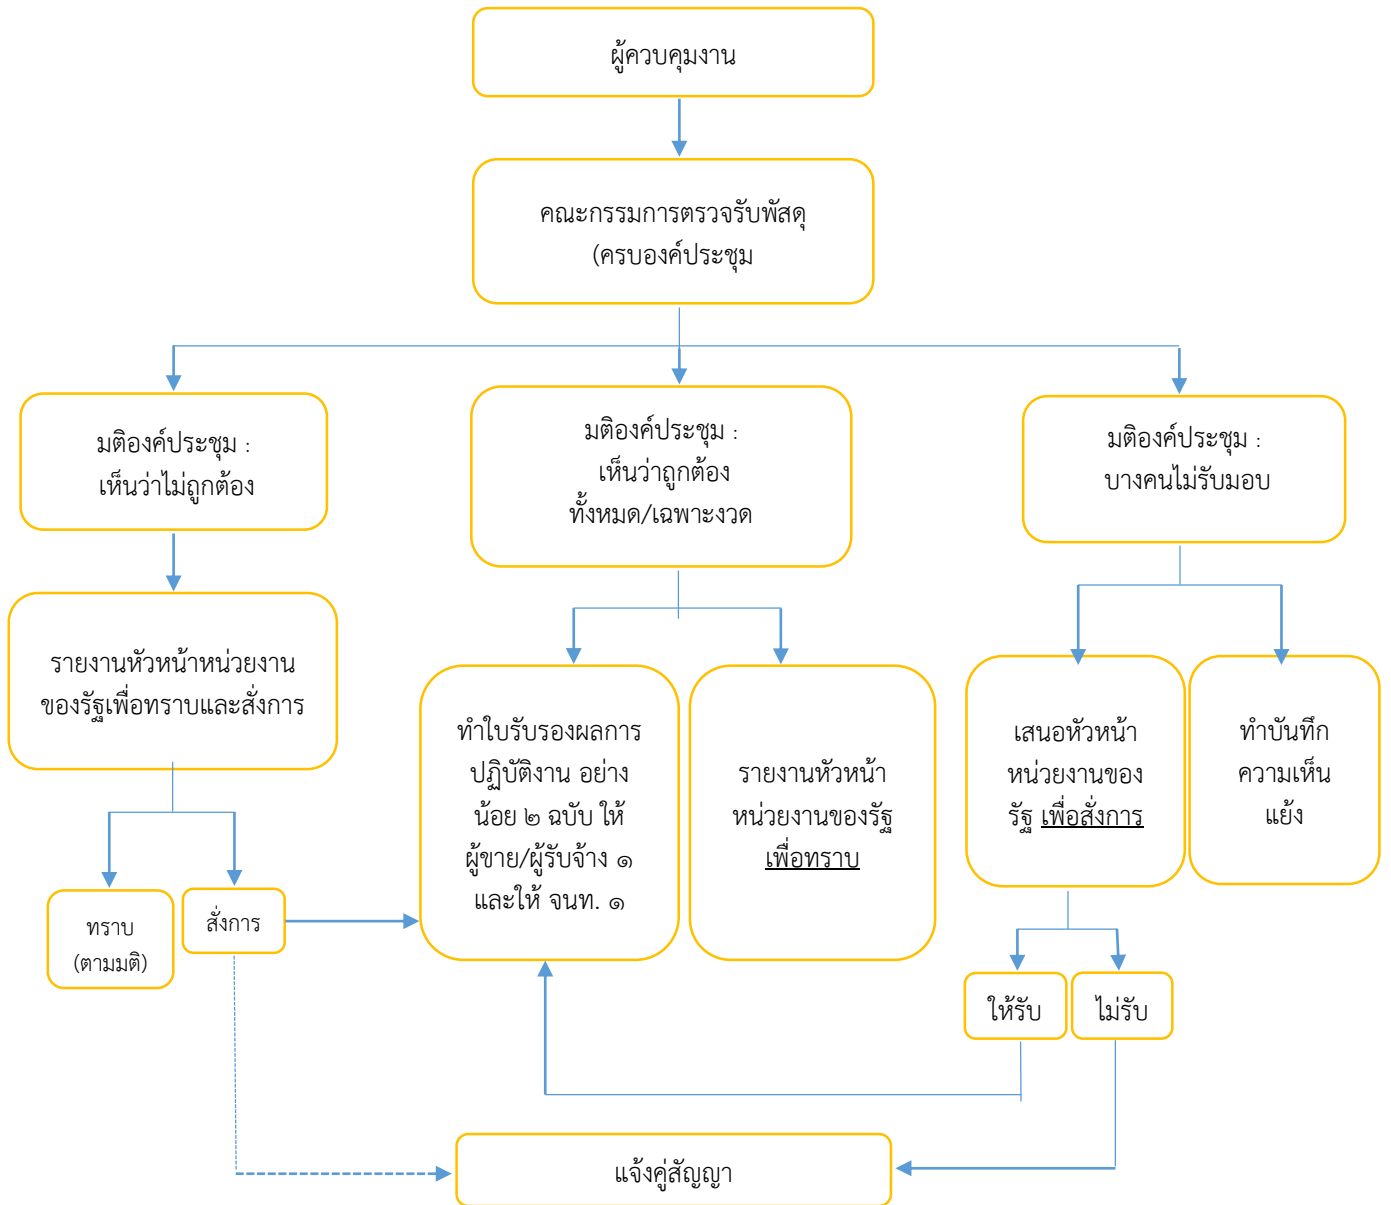 ผู้ควบคุมงาน
คณะกรรมการตรวจรับพัสดุ
(ครบองค์ประชุม
มติองค์ประชุม :
เห็นว่าไม่ถูกต้อง
มติองค์ประชุม :
เห็นว่าถูกต้อง
ทั้งหมด/เฉพาะงวด
มติองค์ประชุม :
บางคนไม่รับมอบ
รายงานหัวหน้าหน่วยงาน
ของรัฐเพื่อทราบและสั่งการ
ทำใบรับรองผลการ
ปฏิบัติงาน อย่าง
น้อย ๒ ฉบับ ให้
ผู้ขาย/ผู้รับจ้าง ๑
และให้ จนท. ๑
รายงานหัวหน้า
หน่วยงานของรัฐ
เพื่อทราบ
เสนอหัวหน้า
หน่วยงานของ
รัฐ เพื่อสั่งการ
ทำบันทึก
ความเห็น
แย้ง
ทราบ
(ตามมติ)
สั่งการ
ให้รับ
ไม่รับ
แจ้งคู่สัญญา